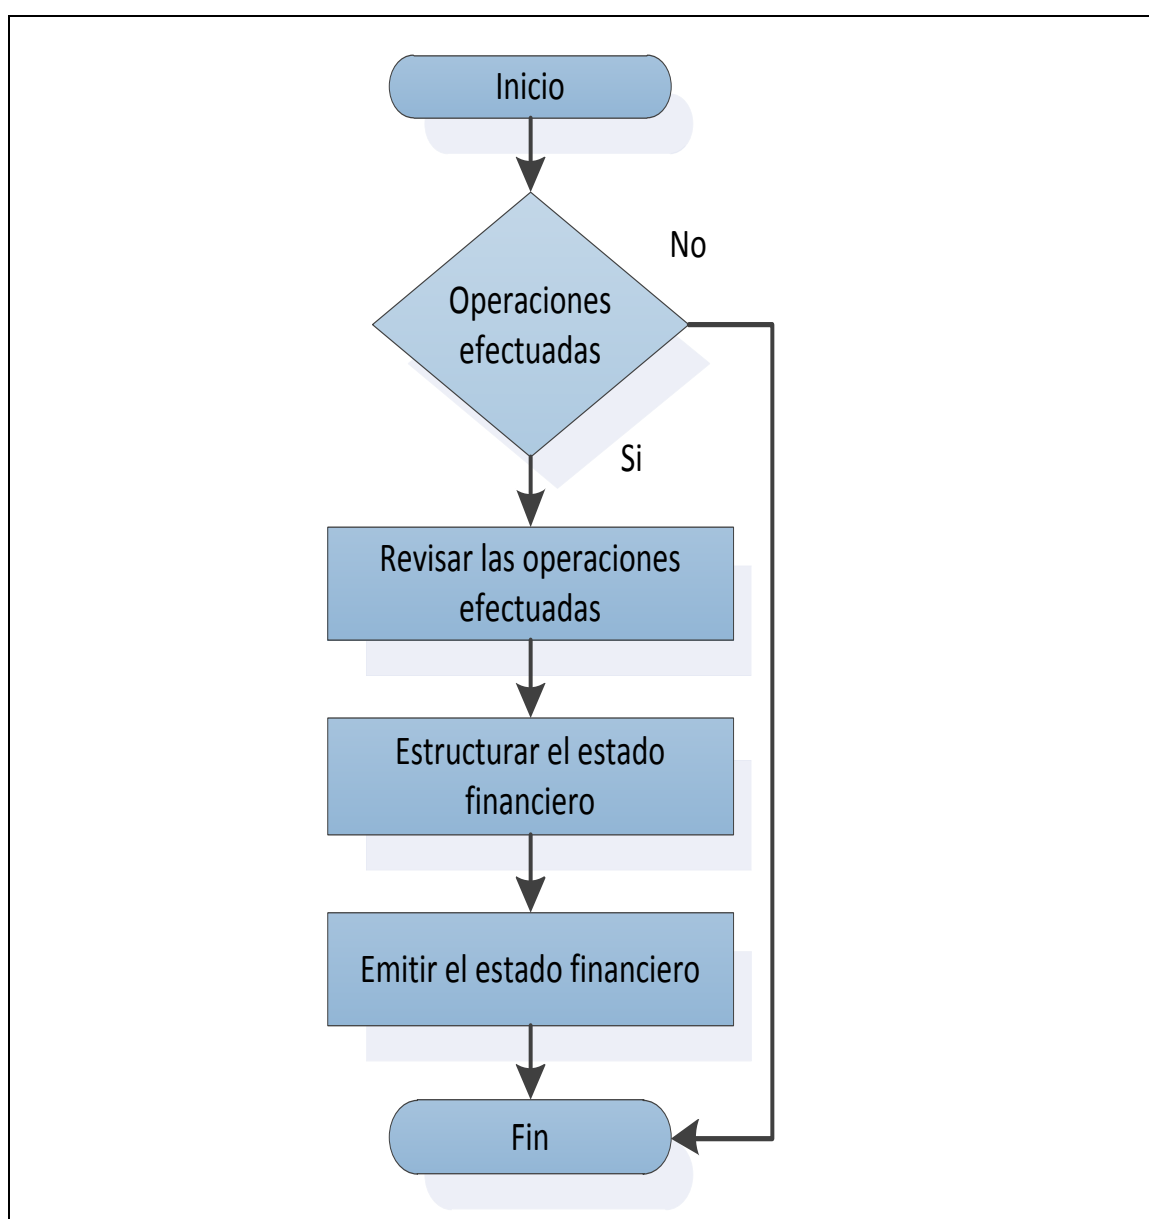 Inicio
No
Operaciones
efectuadas
Si
Revisar las operaciones
efectuadas
Estructurar el estado
financiero
Emitir el estado financiero
Fin